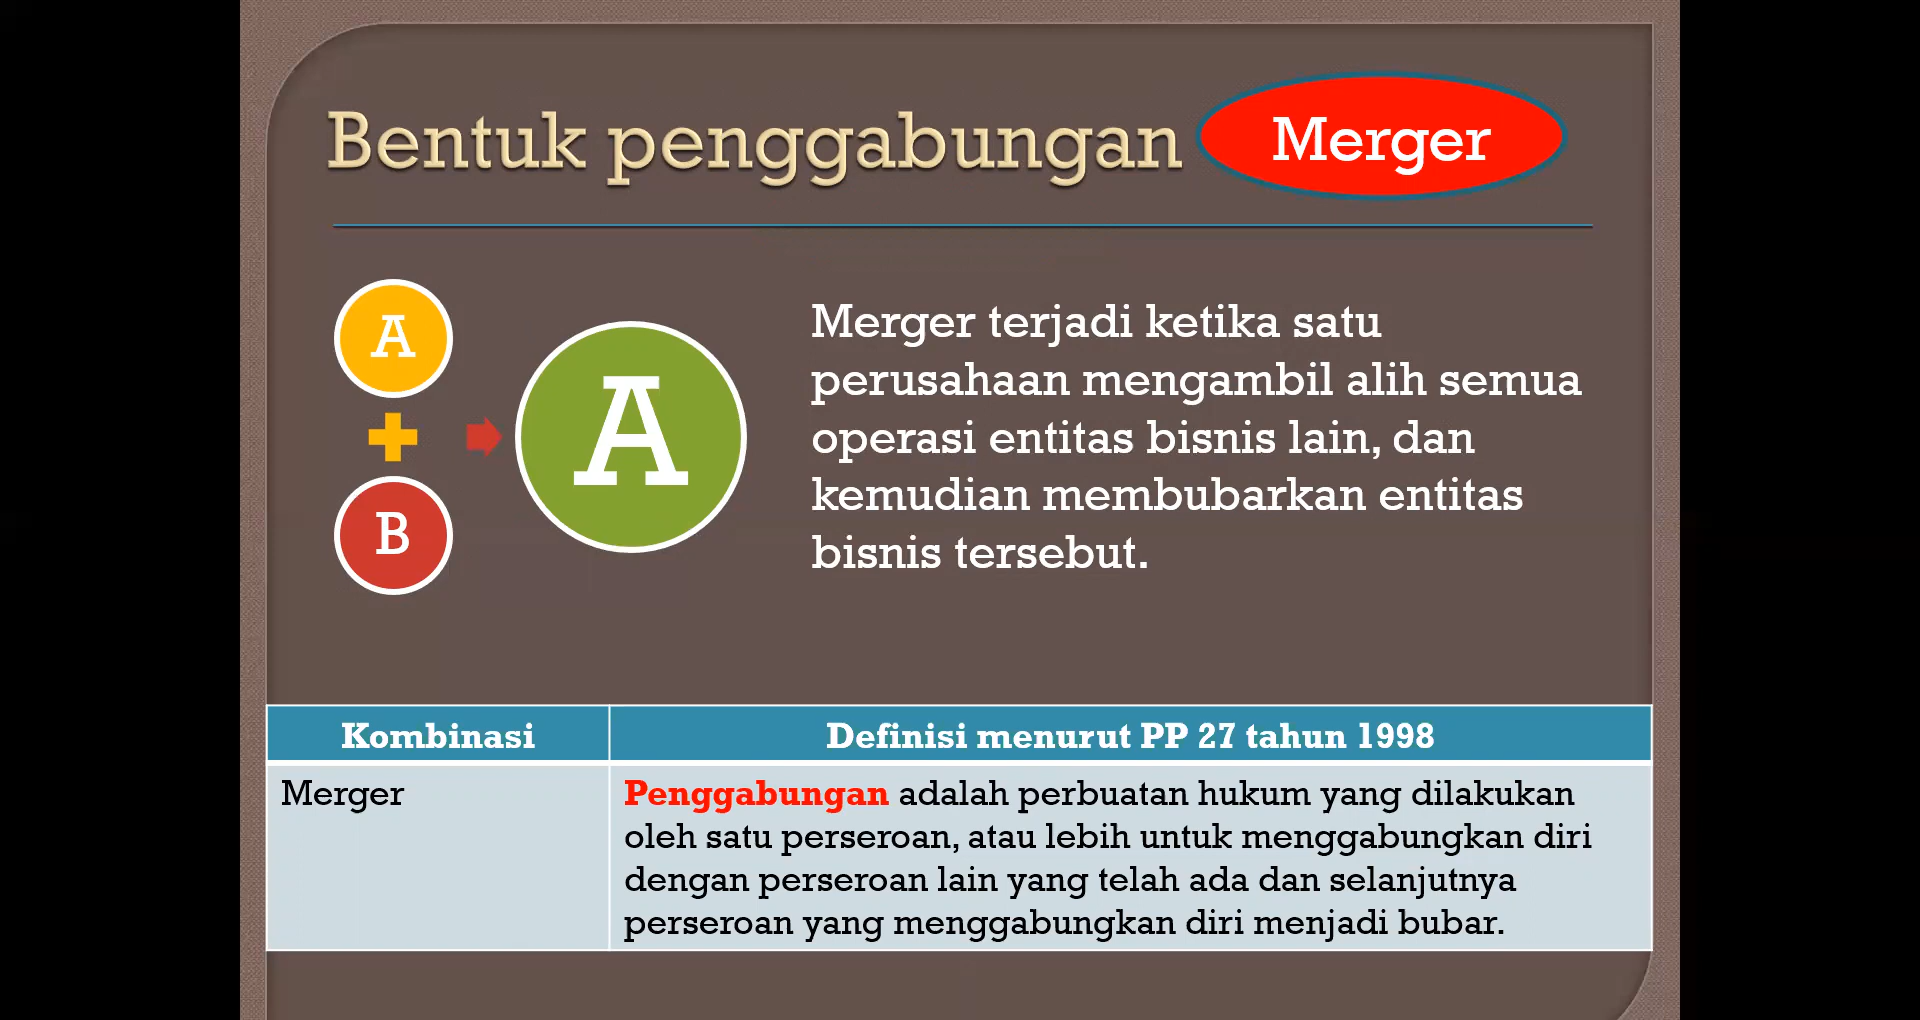 Bentuk penggabungan Merger
A
B
A
Merger terjadi ketika satu
perusahaan mengambil alih semua
operasi entitas bisnis lain, dan
kemudian membubarkan entitas
bisnis tersebut.
Kombinasi
Definisi menurut PP 27 tahun 1998
Merger
Penggabungan adalah perbuatan hukum yang dilakukan
oleh satu perseroan, atau lebih untuk menggabungkan diri
dengan perseroan lain yang telah ada dan selanjutnya
perseroan yang menggabungkan diri menjadi bubar.